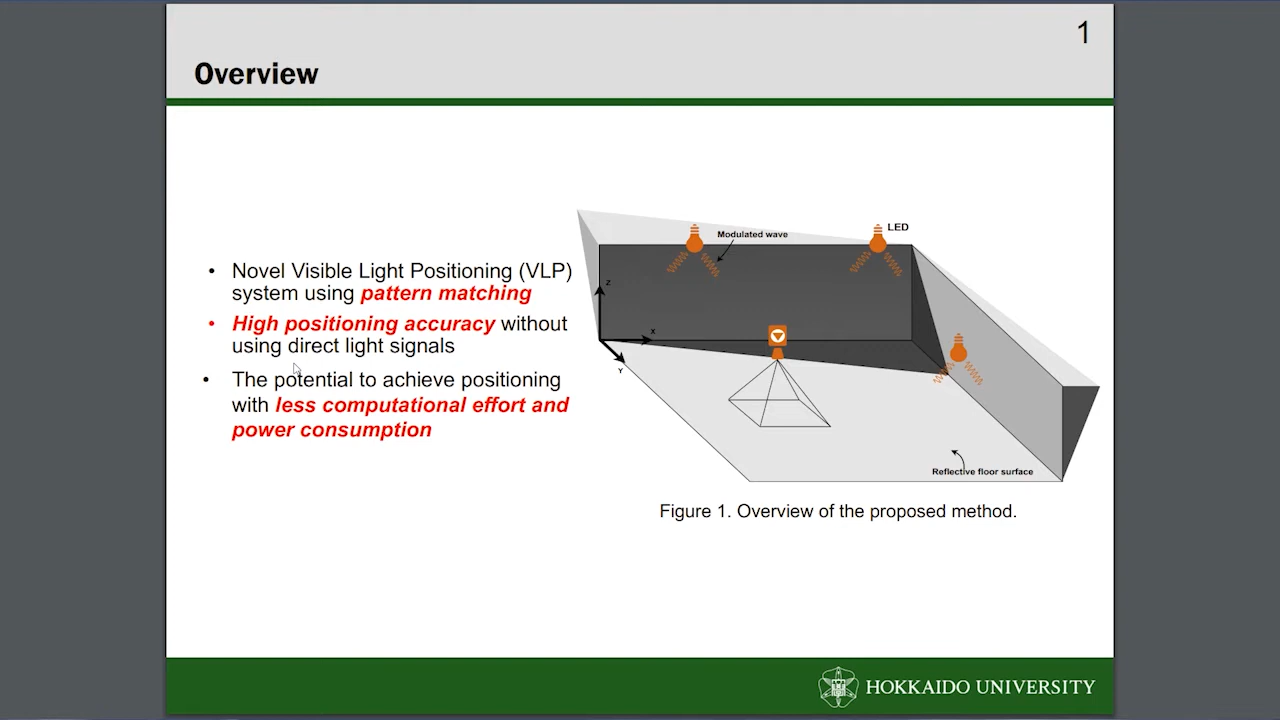 1
Overview
• Novel Visible Light Positioning (VLP)
system using pattern matching
• High positioning accuracy without
using direct light signals
• The potential to achieve positioning
with less computational effort and
power consumption
Modulated wave
LED
Z
X
Y
Reflective floor surface
Figure 1. Overview of the proposed method.
HOKKAIDO UNIVERSITY